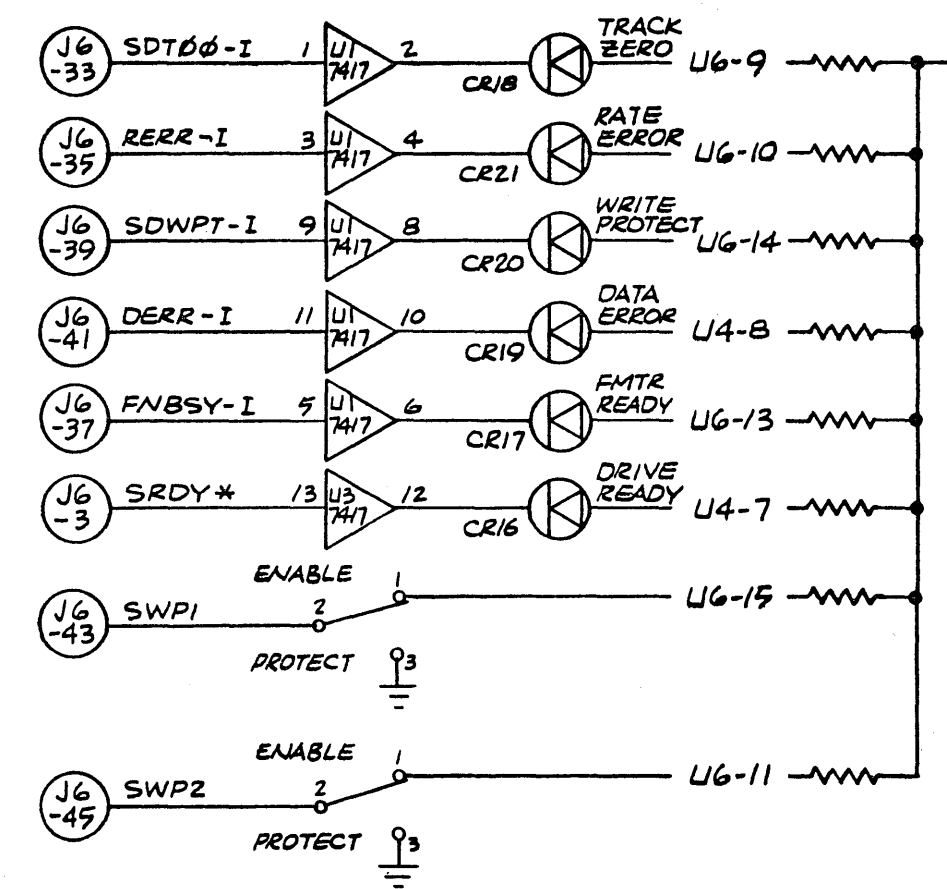 J6 -33 SDTØØ-I 1 U1 7417 2 CR18 TRACK ZERO U6-9
J6 -35 RERR-I 3 U1 7417 4 CR21 RATE ERROR U6-10
J6 -39 SDWPT-I 9 U1 7417 8 CR20 WRITE PROTECT U6-14
J6 -41 DERR-I 11 U1 7417 10 CR19 DATA ERROR U4-8
J6 -37 FNBSY-I 5 U1 7417 6 CR17 FMTR READY U6-13
J6 -3 SRDY* 13 U3 7417 12 CR16 DRIVE READY U4-7
ENABLE 1
J6 -43 SWP1 2 U6-15
PROTECT 3
ENABLE 1
J6 -45 SWP2 2 U6-11
PROTECT 3